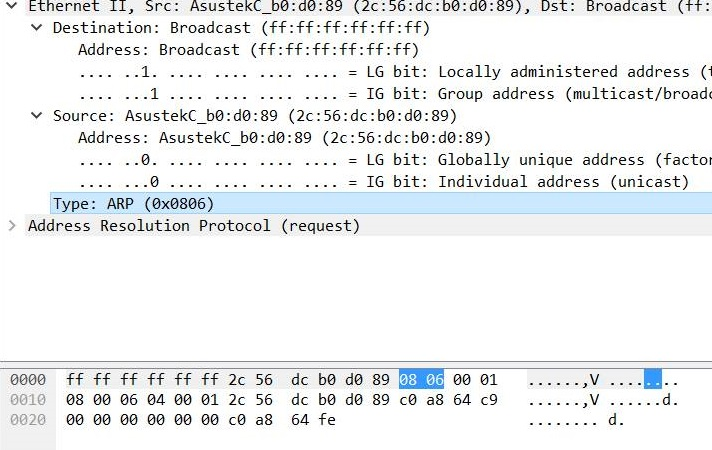 Ethernet II, Src: AsustekC_b0:d0:89 (2c:56:dc:b0:d0:89), Dst: Broadcast (ff:
Destination: Broadcast (ff:ff:ff:ff:ff:ff)
Address: Broadcast (ff:ff:ff:ff:ff:ff)
.... ..1. .... .... .... .... = LG bit: Locally administered address (t
.... ...1 .... .... .... .... = IG bit: Group address (multicast/broadc
Source: AsustekC_b0:d0:89 (2c:56:dc:b0:d0:89)
Address: AsustekC_b0:d0:89 (2c:56:dc:b0:d0:89)
.... ..0. .... .... .... .... = LG bit: Globally unique address (factor
.... ...0 .... .... .... .... = IG bit: Individual address (unicast)
Type: ARP (0x0806)
Address Resolution Protocol (request)
0000 ff ff ff ff ff ff 2c 56 dc b0 d0 89 08 06 00 01 ......,V ........
0010 08 00 06 04 00 01 2c 56 dc b0 d0 89 c0 a8 64 c9 ......,V ......d.
0020 00 00 00 00 00 00 c0 a8 64 fe ........ d.